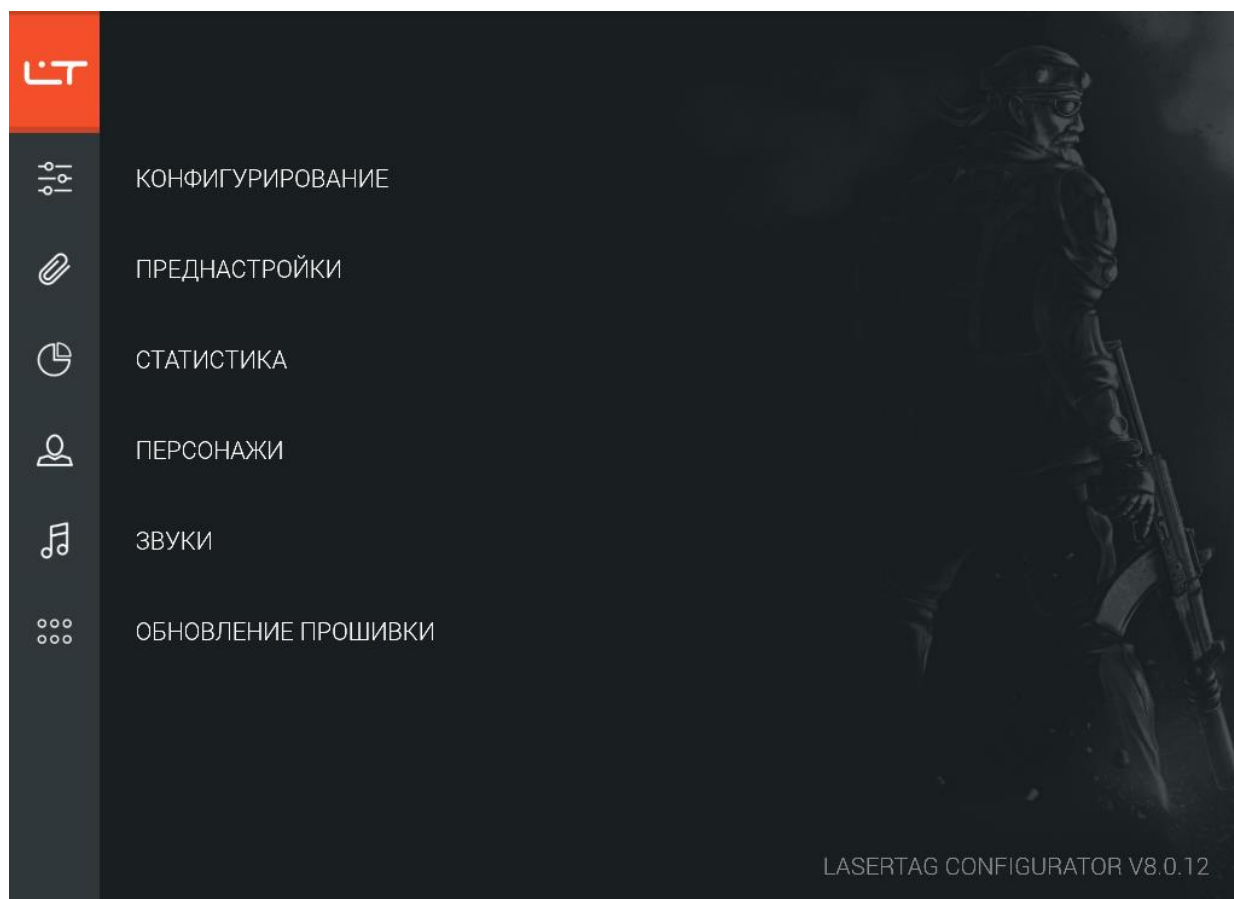 LT
КОНФИГУРИРОВАНИЕ
ПРЕДНАСТРОЙКИ
СТАТИСТИКА
ПЕРСОНАЖИ
ЗВУКИ
ОБНОВЛЕНИЕ ПРОШИВКИ
LASERTAG CONFIGURATOR V8.0.12